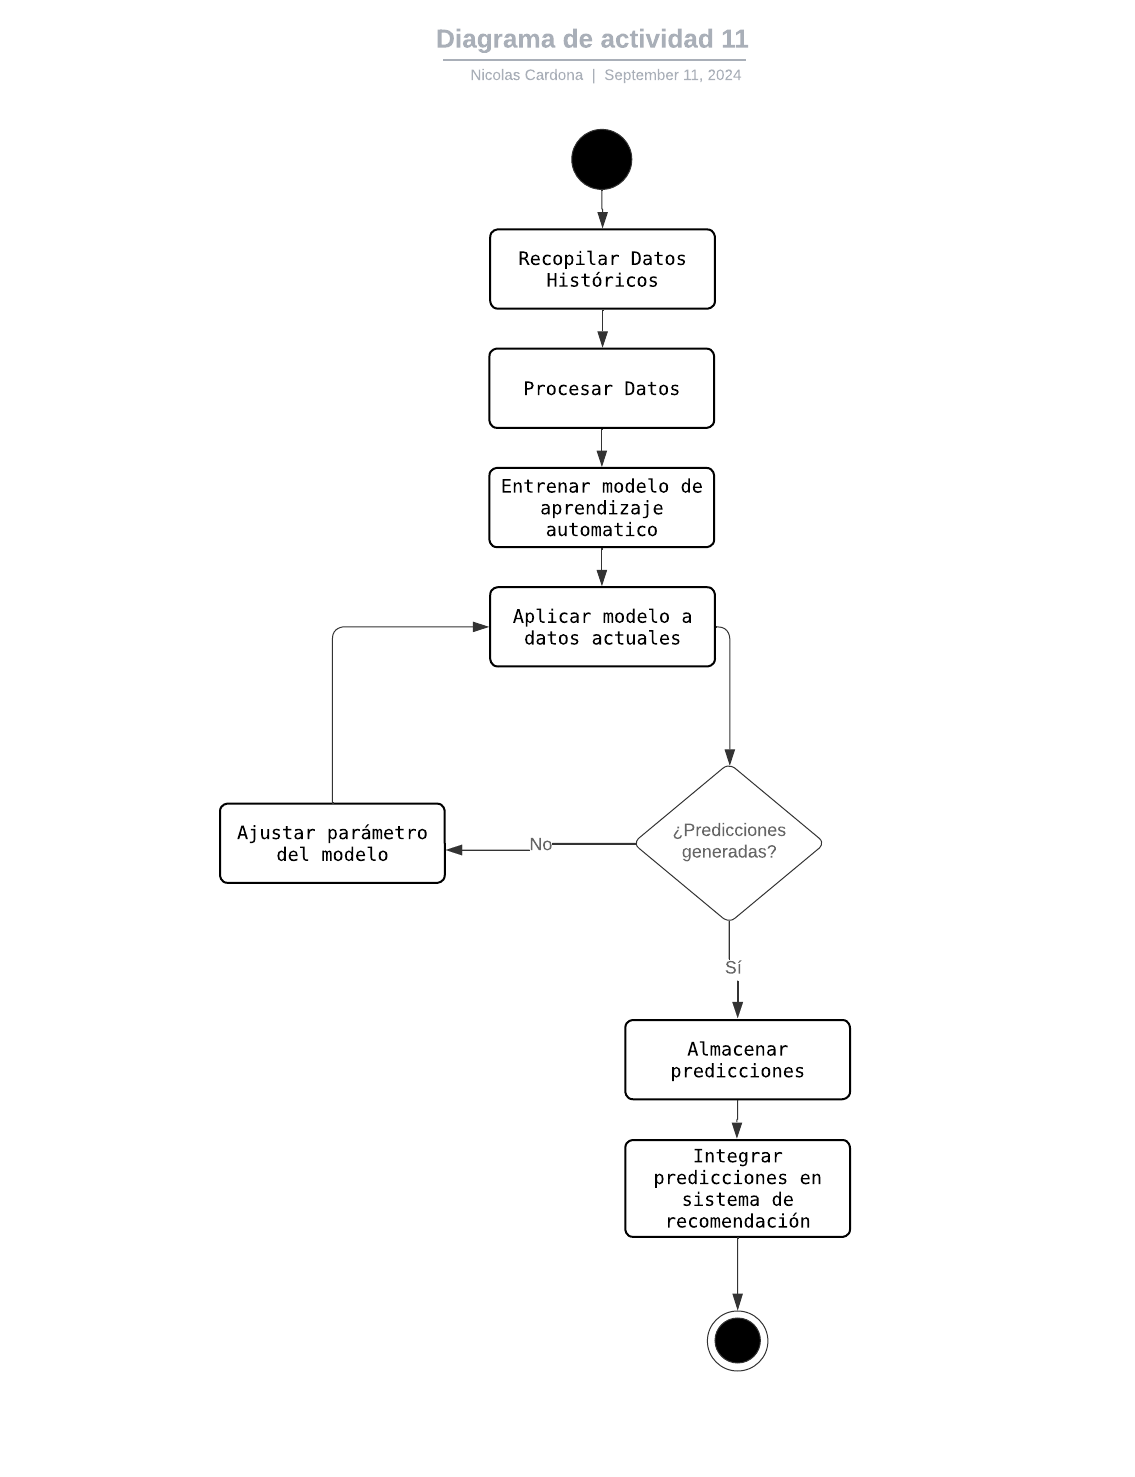 Diagrama de actividad 11
Nicolas Cardona | September 11, 2024
Recopilar Datos
Históricos
Procesar Datos
Entrenar modelo de
aprendizaje
automatico
Aplicar modelo a
datos actuales
¿Predicciones
generadas?
No
Ajustar parámetro
del modelo
Sí
Almacenar
predicciones
Integrar
predicciones en
sistema de
recomendación